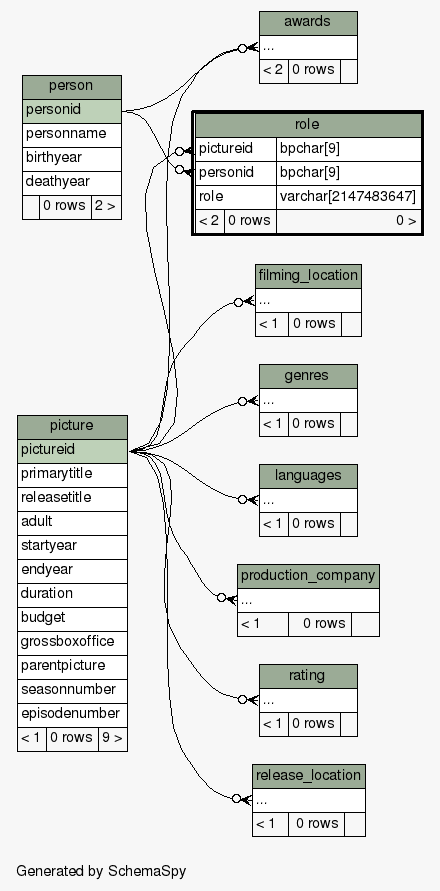 awards
...
< 2 0 rows
person
personid
personname
birthyear
deathyear
0 rows 2 >
role
pictureid bpchar[9]
personid bpchar[9]
role varchar[2147483647]
< 2 0 rows 0 >
filming_location
...
< 1 0 rows
genres
...
< 1 0 rows
picture
pictureid
primarytitle
releasetitle
adult
startyear
endyear
duration
budget
grossboxoffice
parentpicture
seasonnumber
episodenumber
< 1 0 rows 9 >
languages
...
< 1 0 rows
production_company
...
< 1 0 rows
rating
...
< 1 0 rows
release_location
...
< 1 0 rows
Generated by SchemaSpy